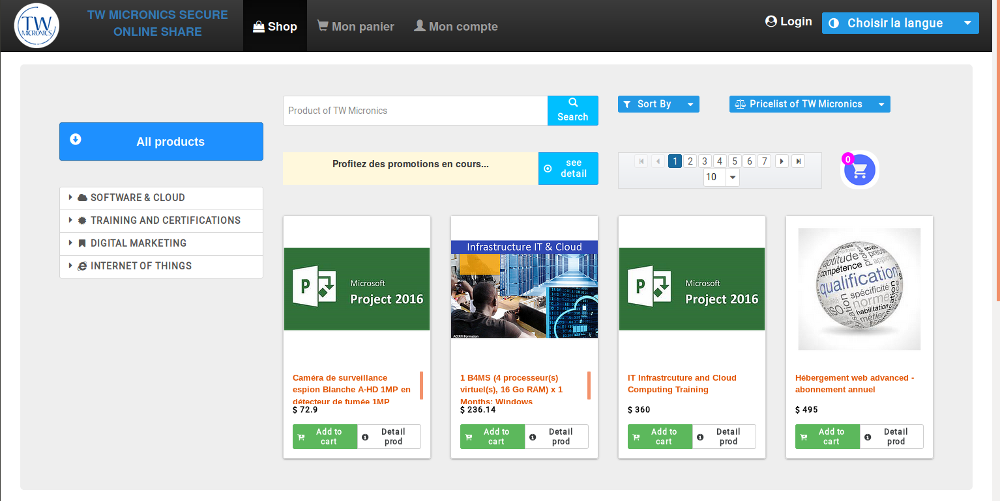 TW
MICRONICS
TW MICRONICS SECURE
ONLINE SHARE
Shop
Mon panier
Mon compte
Login
Choisir la langue
Product of TW Micronics
Search
Sort By
Pricelist of TW Micronics
All products
Profitez des promotions en cours...
see
detail
1 2 3 4 5 6 7
10
0
SOFTWARE & CLOUD
TRAINING AND CERTIFICATIONS
DIGITAL MARKETING
INTERNET OF THINGS
P
Microsoft
Project 2016
Caméra de surveillance
espion Blanche A-HD 1MP en
détecteur de fumée 1MP
$ 72.9
Add to
cart
Detail
prod
Infrastructure IT & Cloud
ACERFI Formation
1 B4MS (4 processeur(s)
virtuel(s), 16 Go RAM) x 1
Months; Windows
$ 236.14
Add to
cart
Detail
prod
P
Microsoft
Project 2016
IT Infrastrcuture and Cloud
Computing Training
$ 360
Add to
cart
Detail
prod
écoute
aptitude
compétence
projet
qualification
spécificité
norme
ISO
habilitation
métier
Hébergement web advanced -
abonnement annuel
$ 495
Add to
cart
Detail
prod